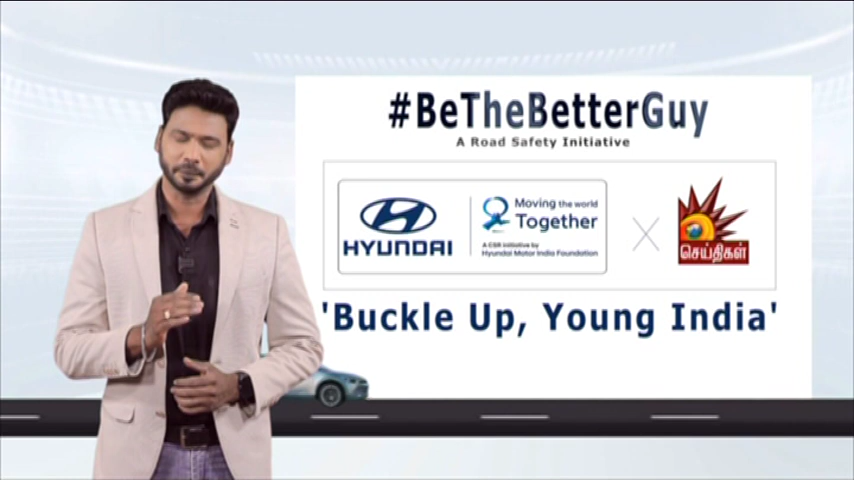 #BeTheBetterGuy
A Road Safety Initiative
HYUNDAI
Moving the world
Together
A CSR initiative by
Hyundai Motor India Foundation
செய்திகள்
'Buckle Up, Young India'